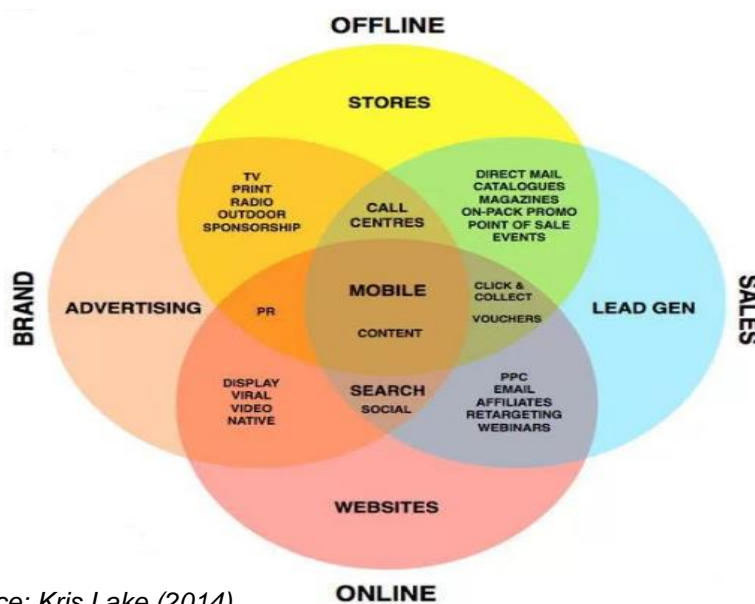 OFFLINE
STORES
TV
PRINT
RADIO
OUTDOOR
SPONSORSHIP
CALL
CENTRES
DIRECT MAIL
CATALOGUES
MAGAZINES
ON-PACK PROMO
POINT OF SALE
EVENTS
BRAND
ADVERTISING
PR
MOBILE
CONTENT
CLICK &
COLLECT
VOUCHERS
LEAD GEN
SALES
DISPLAY
VIRAL
VIDEO
NATIVE
SEARCH
SOCIAL
PPC
EMAIL
AFFILIATES
RETARGETING
WEBINARS
WEBSITES
ONLINE
ce: Kris Lake (2014)